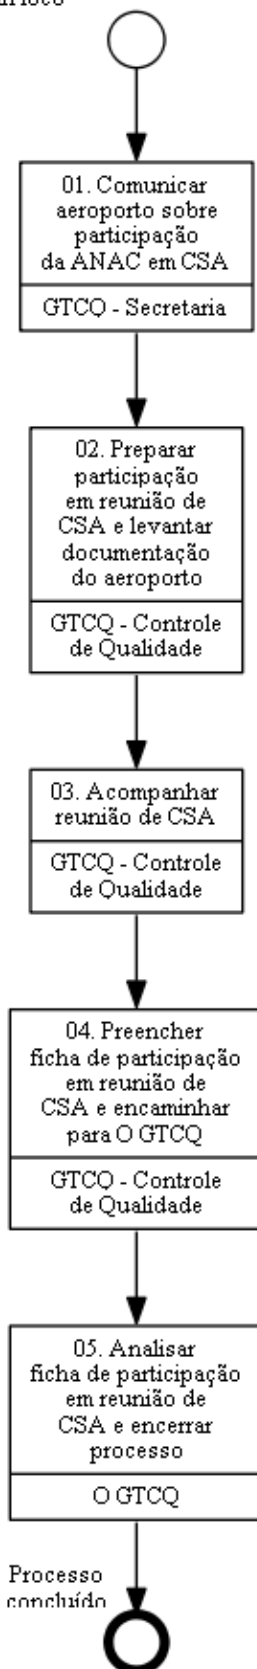 01. Comunicar
aeroporto sobre
participação
da ANAC em CSA
GTCQ - Secretaria
02. Preparar
participação
em reunião de
CSA e levantar
documentação
do aeroporto
GTCQ - Controle
de Qualidade
03. Acompanhar
reunião de CSA
GTCQ - Controle
de Qualidade
04. Preencher
ficha de participação
em reunião de
CSA e encaminhar
para O GTCQ
GTCQ - Controle
de Qualidade
05. Analisar
ficha de participação
em reunião de
CSA e encerrar
processo
O GTCQ
Processo
concluído